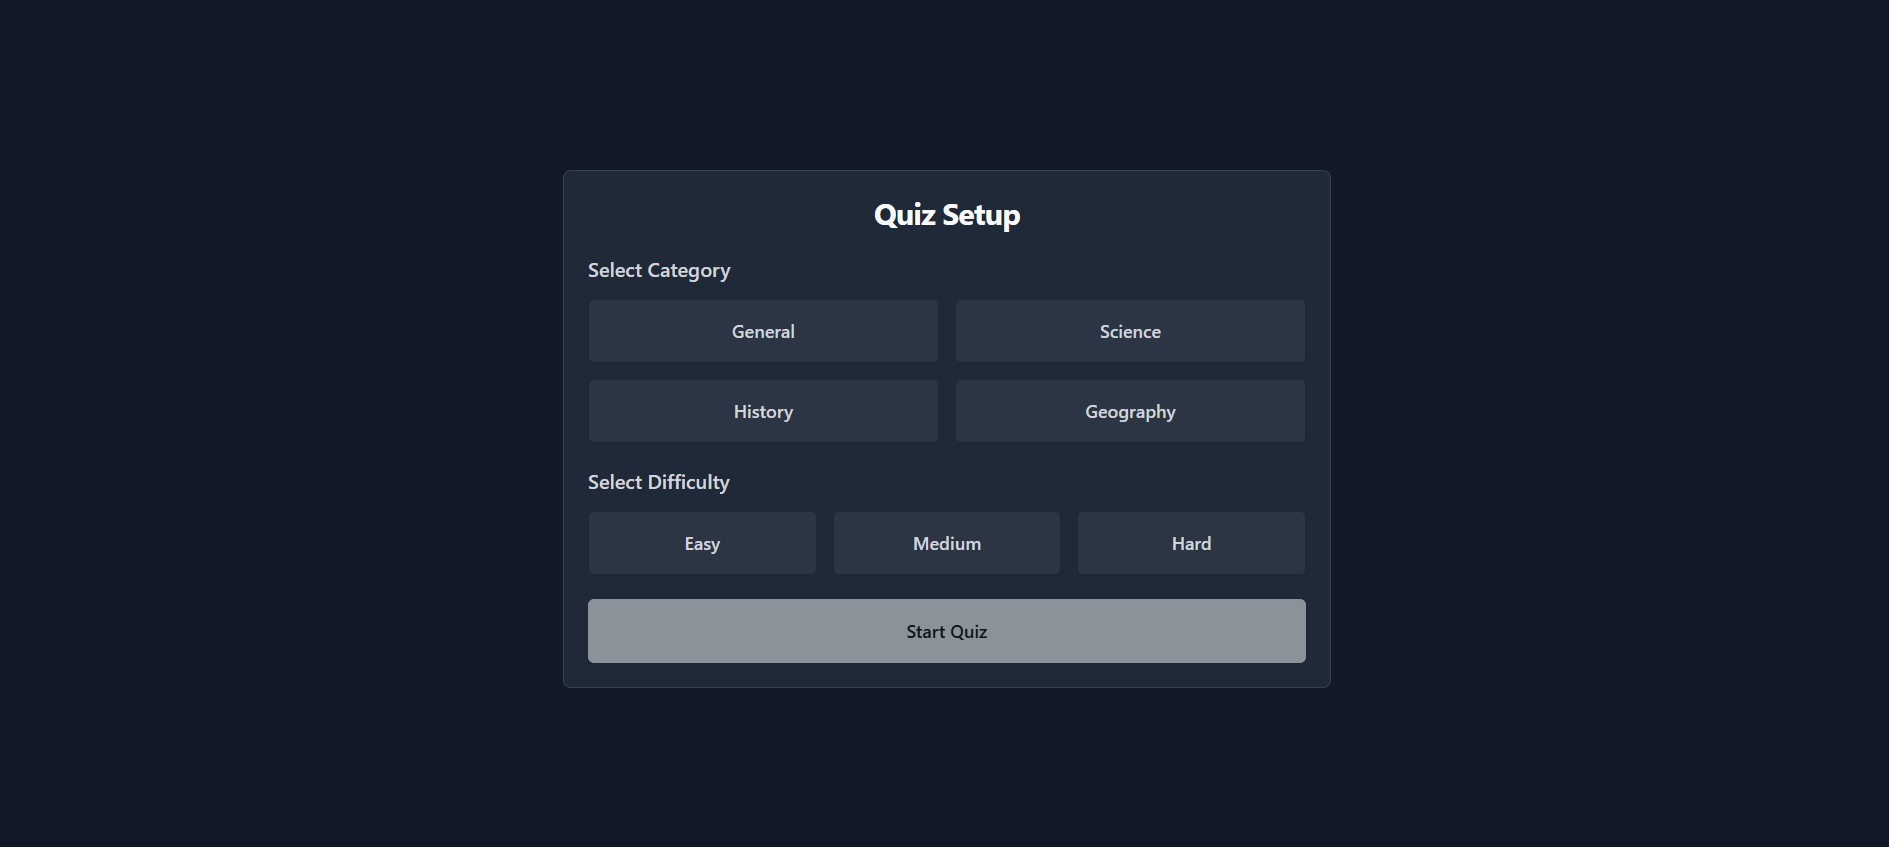 Quiz Setup
Select Category
General
Science
History
Geography
Select Difficulty
Easy
Medium
Hard
Start Quiz